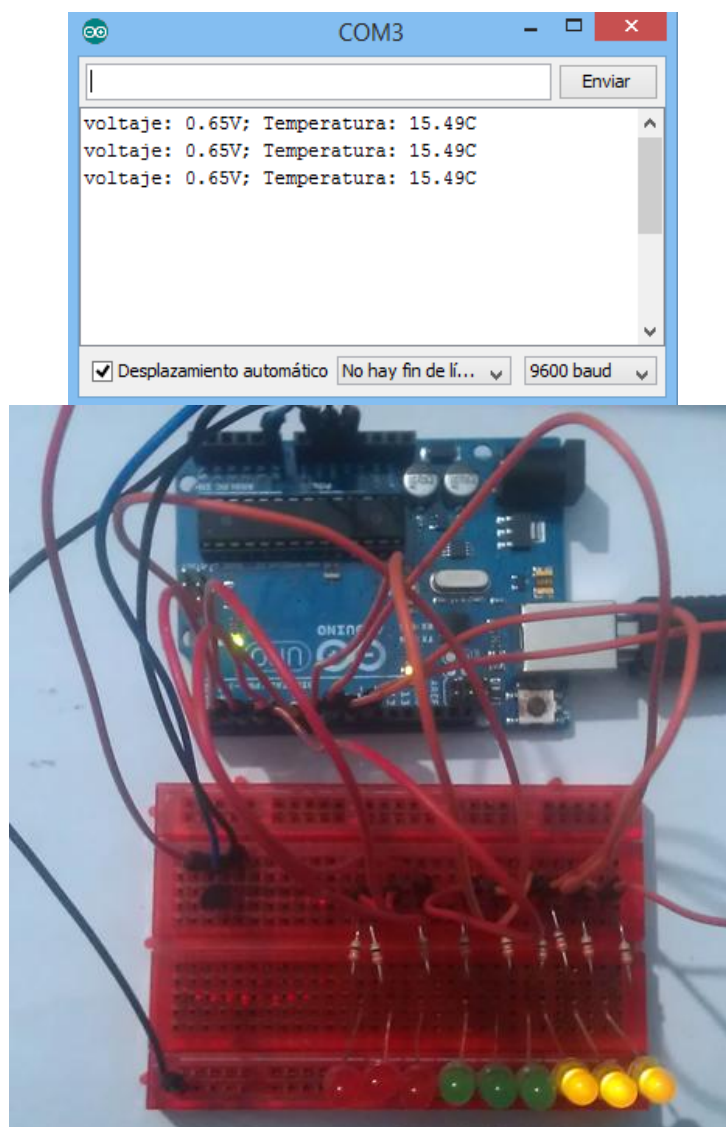 COM3
Enviar
voltaje: 0.65V; Temperatura: 15.49C
voltaje: 0.65V; Temperatura: 15.49C
voltaje: 0.65V; Temperatura: 15.49C
Desplazamiento automático No hay fin de lí... 9600 baud
UNO